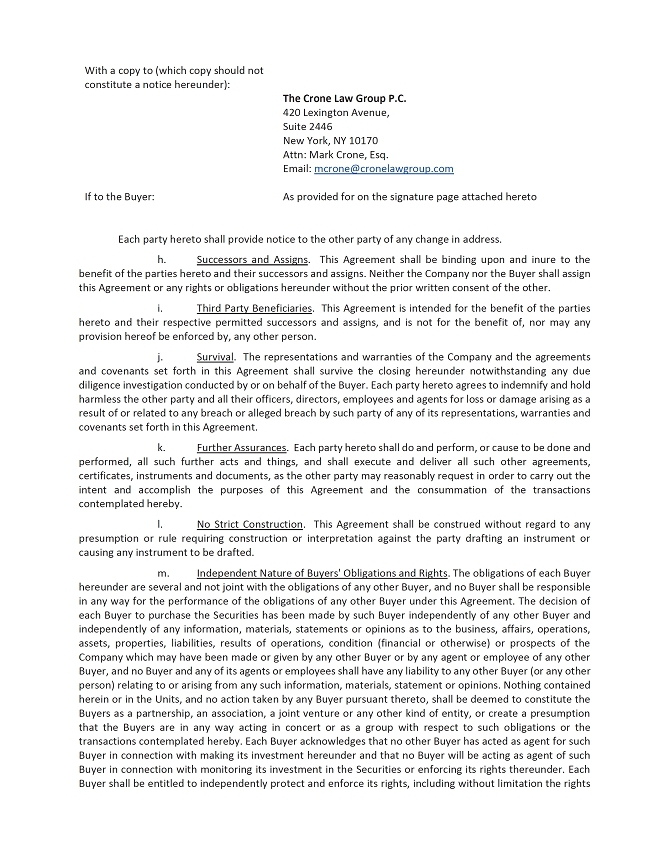 With a copy to (which copy should not
constitute a notice hereunder):
The Crone Law Group P.C.
420 Lexington Avenue,
Suite 2446
New York, NY 10170
Attn: Mark Crone, Esq.
Email: mcrone@cronelawgroup.com
If to the Buyer: As provided for on the signature page attached hereto
Each party hereto shall provide notice to the other party of any change in address.
h. Successors and Assigns. This Agreement shall be binding upon and inure to the
benefit of the parties hereto and their successors and assigns. Neither the Company nor the Buyer shall assign
this Agreement or any rights or obligations hereunder without the prior written consent of the other.
i. Third Party Beneficiaries. This Agreement is intended for the benefit of the parties
hereto and their respective permitted successors and assigns, and is not for the benefit of, nor may any
provision hereof be enforced by, any other person.
j. Survival. The representations and warranties of the Company and the agreements
and covenants set forth in this Agreement shall survive the closing hereunder notwithstanding any due
diligence investigation conducted by or on behalf of the Buyer. Each party hereto agrees to indemnify and hold
harmless the other party and all their officers, directors, employees and agents for loss or damage arising as a
result of or related to any breach or alleged breach by such party of any of its representations, warranties and
covenants set forth in this Agreement.
k. Further Assurances. Each party hereto shall do and perform, or cause to be done and
performed, all such further acts and things, and shall execute and deliver all such other agreements,
certificates, instruments and documents, as the other party may reasonably request in order to carry out the
intent and accomplish the purposes of this Agreement and the consummation of the transactions
contemplated hereby.
l. No Strict Construction. This Agreement shall be construed without regard to any
presumption or rule requiring construction or interpretation against the party drafting an instrument or
causing any instrument to be drafted.
m. Independent Nature of Buyers' Obligations and Rights. The obligations of each Buyer
hereunder are several and not joint with the obligations of any other Buyer, and no Buyer shall be responsible
in any way for the performance of the obligations of any other Buyer under this Agreement. The decision of
each Buyer to purchase the Securities has been made by such Buyer independently of any other Buyer and
independently of any information, materials, statements or opinions as to the business, affairs, operations,
assets, properties, liabilities, results of operations, condition (financial or otherwise) or prospects of the
Company which may have been made or given by any other Buyer or by any agent or employee of any other
Buyer, and no Buyer and any of its agents or employees shall have any liability to any other Buyer (or any other
person) relating to or arising from any such information, materials, statement or opinions. Nothing contained
herein or in the Units, and no action taken by any Buyer pursuant thereto, shall be deemed to constitute the
Buyers as a partnership, an association, a joint venture or any other kind of entity, or create a presumption
that the Buyers are in any way acting in concert or as a group with respect to such obligations or the
transactions contemplated hereby. Each Buyer acknowledges that no other Buyer has acted as agent for such
Buyer in connection with making its investment hereunder and that no Buyer will be acting as agent of such
Buyer in connection with monitoring its investment in the Securities or enforcing its rights thereunder. Each
Buyer shall be entitled to independently protect and enforce its rights, including without limitation the rights